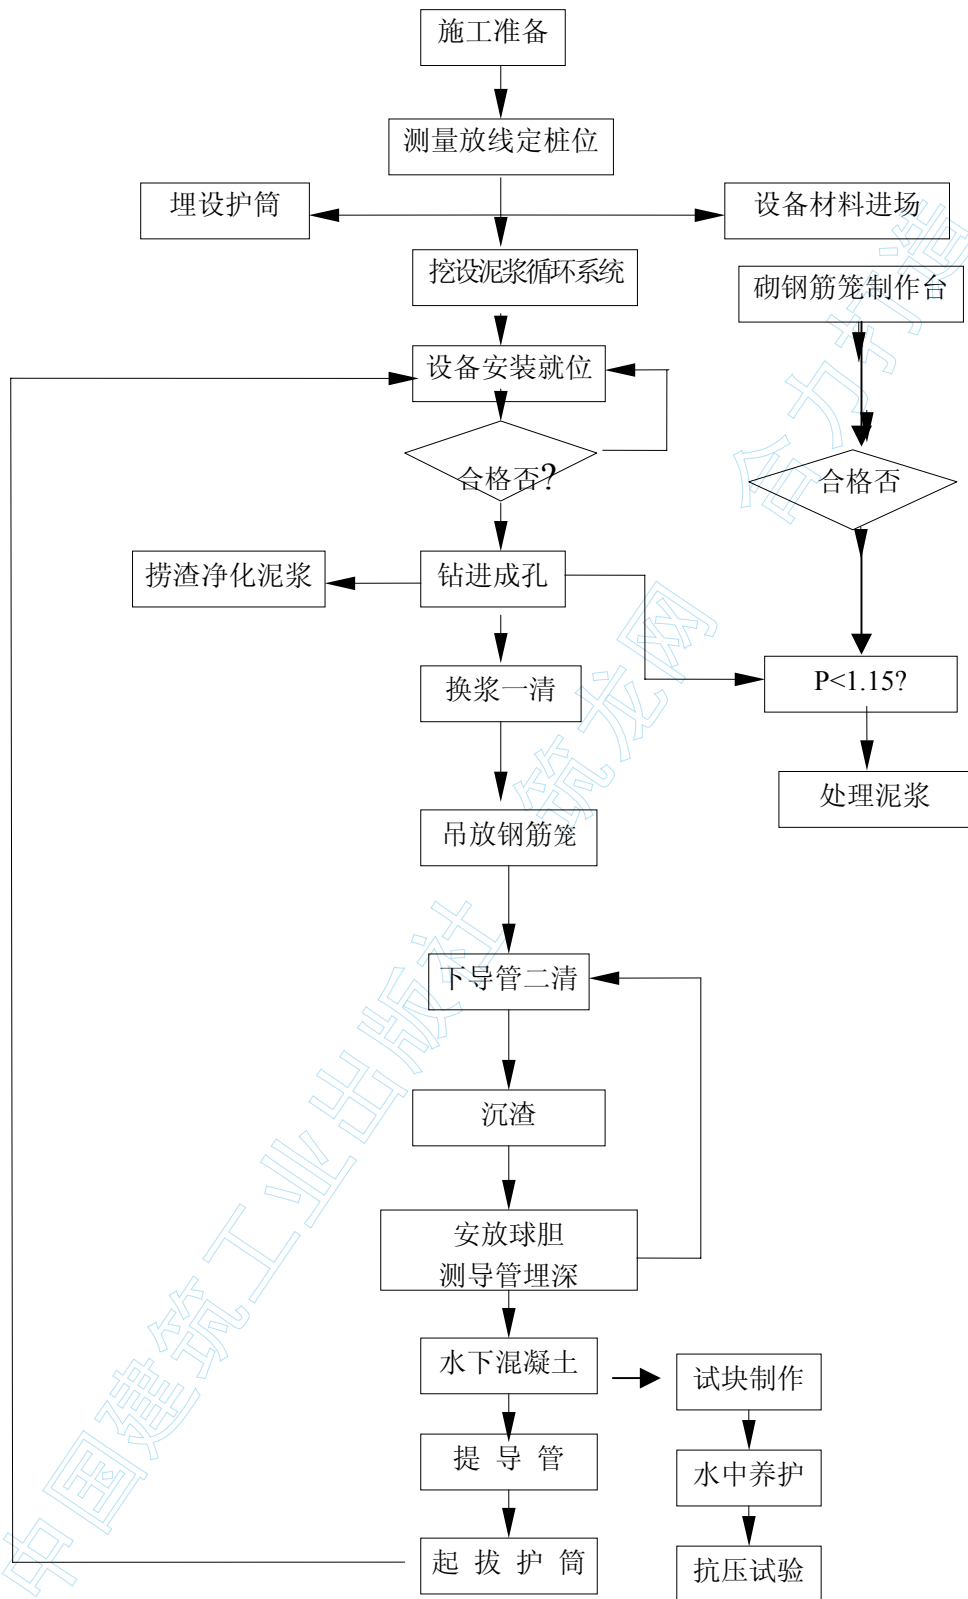 施工准备
测量放线定桩位
埋设护筒
设备材料进场
挖设泥浆循环系统
砌钢筋笼制作台
设备安装就位
合格否?
合格否
捞渣净化泥浆
钻进成孔
换浆一清
P<1.15?
处理泥浆
吊放钢筋笼
下导管二清
沉渣
安放球胆
测导管埋深
水下混凝土
试块制作
提 导 管
水中养护
起 拔 护 筒
抗压试验
中国建筑工业出版社 筑龙网 合力打造